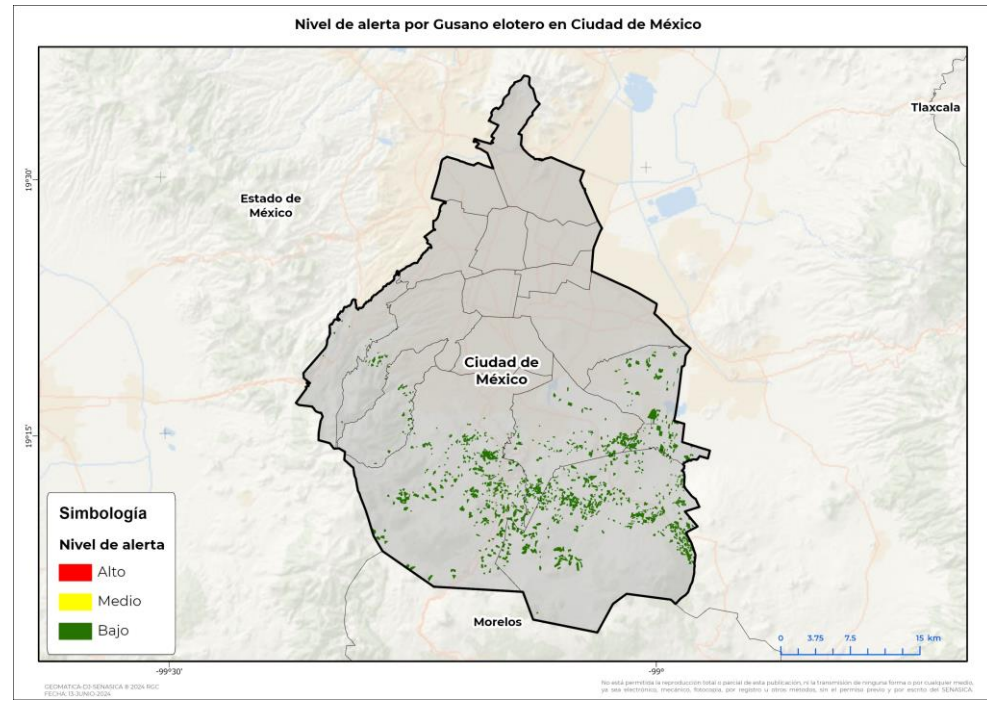 Nivel de alerta por Gusano elotero en Ciudad de México
Tlaxcala
19°30'
Estado de
México
Ciudad de
México
19°15'
Simbología
Nivel de alerta
Alto
Medio
Bajo
Morelos
0 3.75 7.5 15 km
-99°30'
-99°
GEOMATICA-DJ-SENASICA ® 2024 RGC
FECHA: 13-JUNIO-2024
No está permitida la reproducción total o parcial de esta publicación, ni la transmisión de ninguna forma o por cualquier medio,
ya sea electrónico, mecánico, fotocopia, por registro u otros métodos, sin el permiso previo y por escrito del SENASICA.